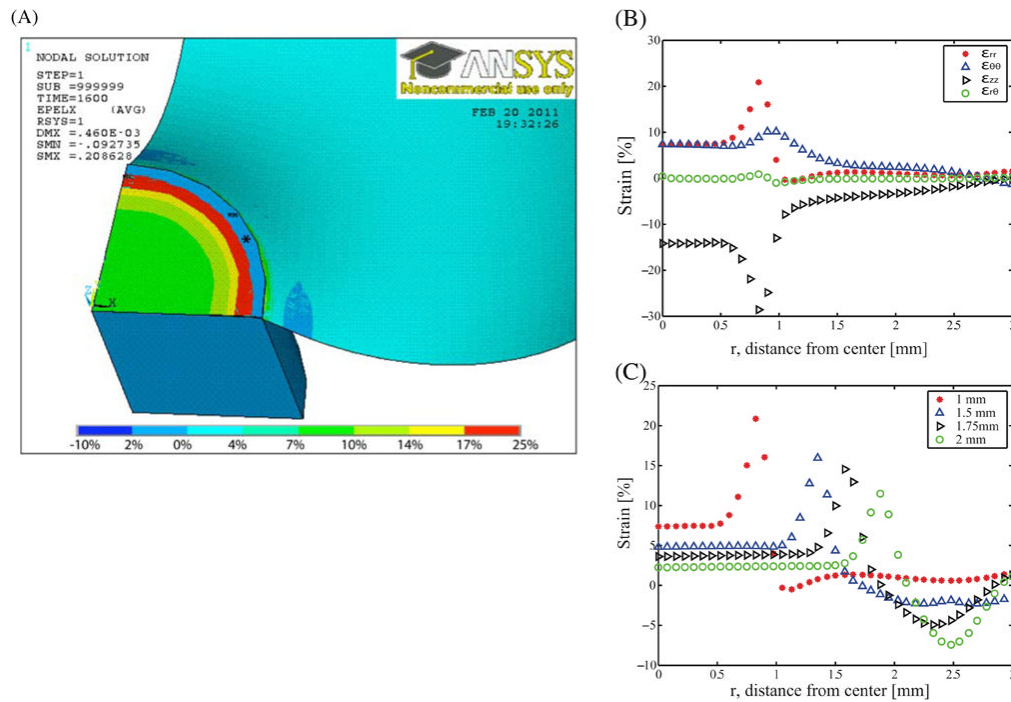 (A)
1
NODAL SOLUTION
STEP=1
SUB =999999
TIME=1600
EPELX (AVG)
RSYS=1
DMX =.460E-03
SMN =-.092735
SMX =.208628
ANSYS
Noncommercial use only
FEB 20 2011
19:32:26
*
X
-10% 2% 0% 4% 7% 10% 14% 17% 25%
(B)
30
20
10
0
-10
-20
-30
Strain [%]
0 0.5 1 1.5 2 2.5
r, distance from center [mm]
εrr
εθθ
εzz
εrθ
(C)
25
20
15
10
5
0
−5
−10
Strain [%]
0 05 1 1.5 2 2.5
r, distance from center [mm]
1 mm
1.5 mm
1.75mm
2 mm